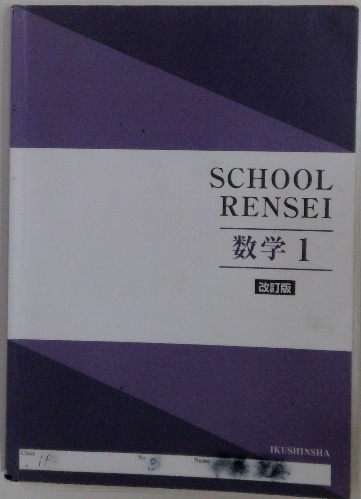 SCHOOL
RENSEI
数学 1
改訂版
IKUSHINSHA
Class
No
Name